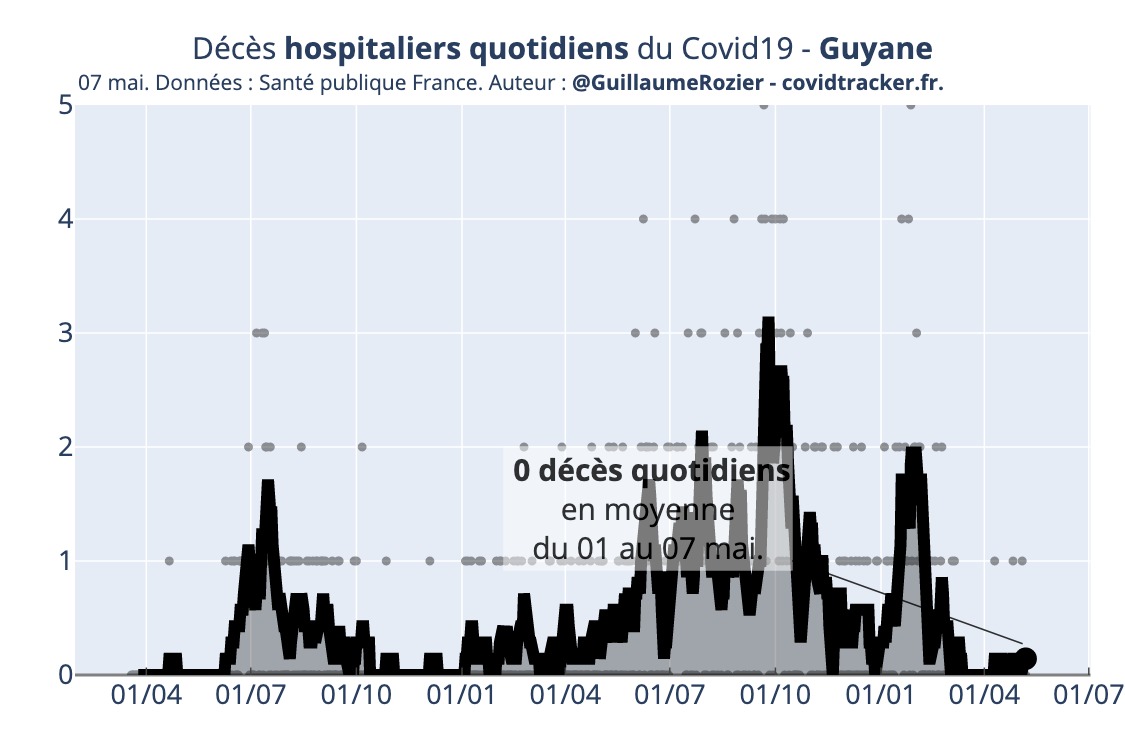 Décès hospitaliers quotidiens du Covid19 - Guyane
07 mai. Données : Santé publique France. Auteur : @GuillaumeRozier - covidtracker.fr.
5
4
3
2
1
0
0 décès quotidiens
en moyenne
du 01 au 07 mai.
01/04 01/07 01/10 01/01 01/04 01/07 01/10 01/01 01/04 01/07